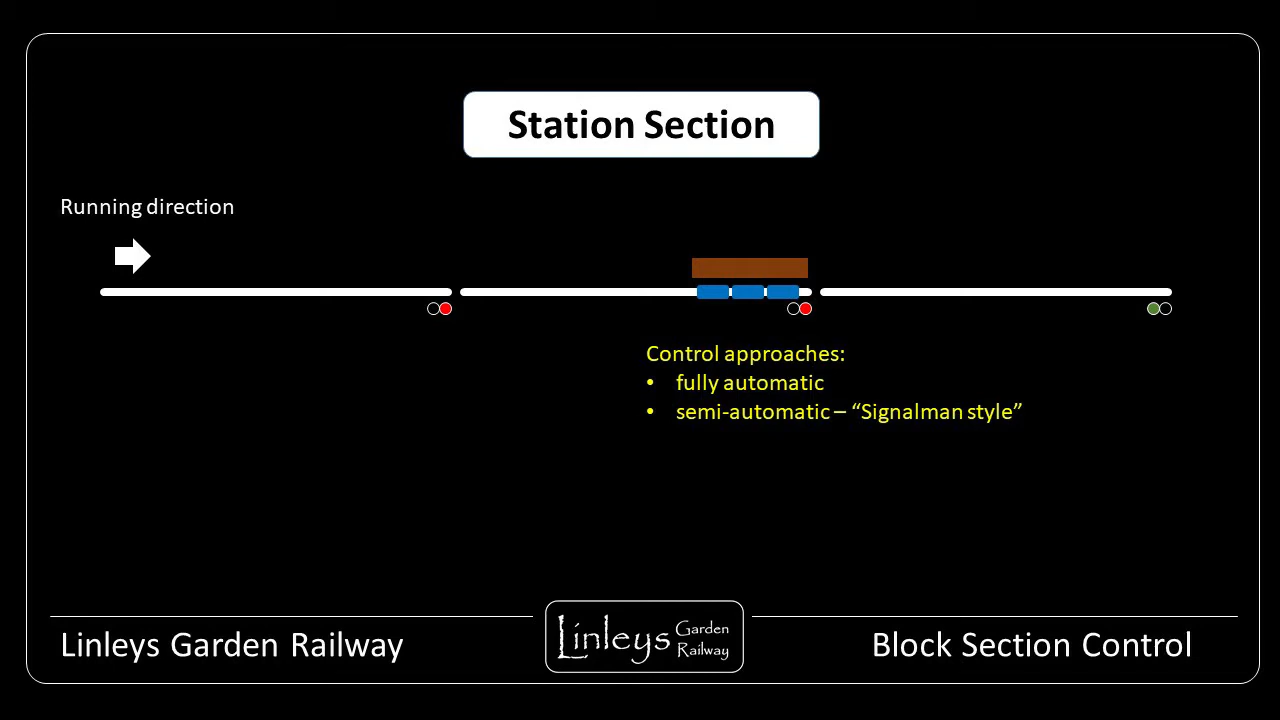 Station Section
Running direction
Control approaches:
• fully automatic
• semi-automatic – “Signalman style”
Linleys Garden Railway
Linleys Garden Railway
Block Section Control